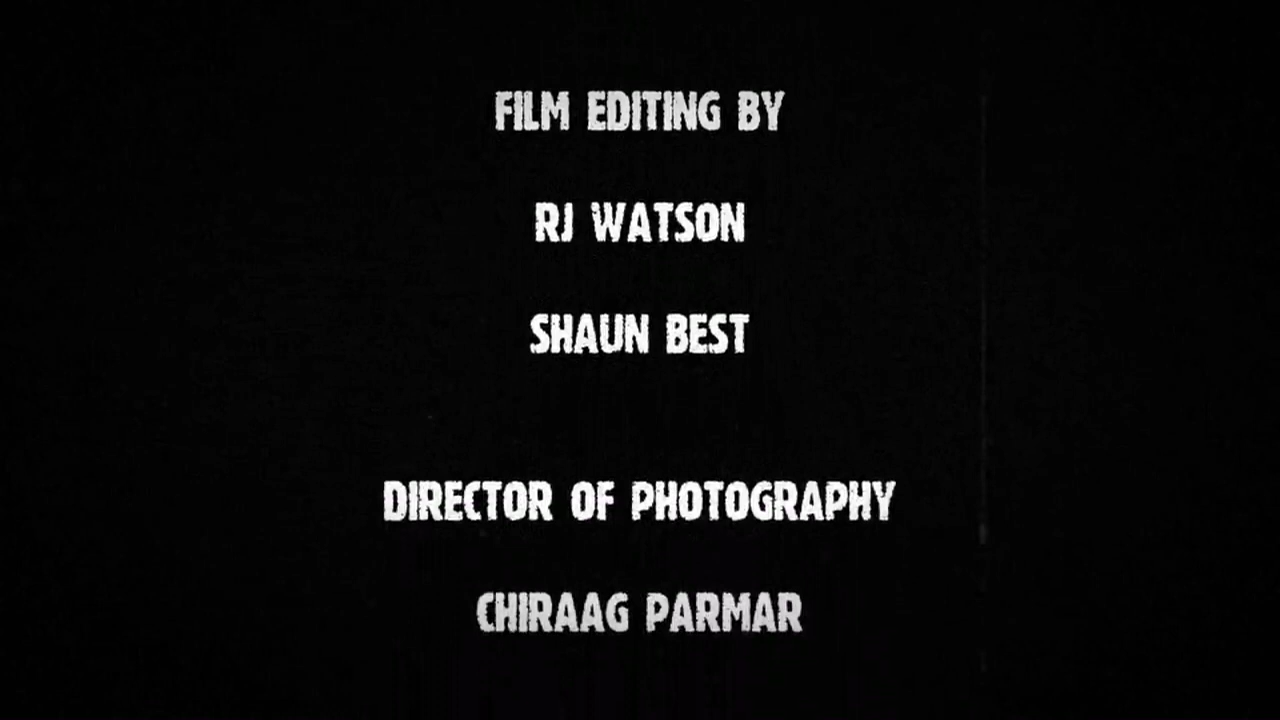 FILM EDITING BY
RJ WATSON
SHAUN BEST
DIRECTOR OF PHOTOGRAPHY
CHIRAAG PARMAR